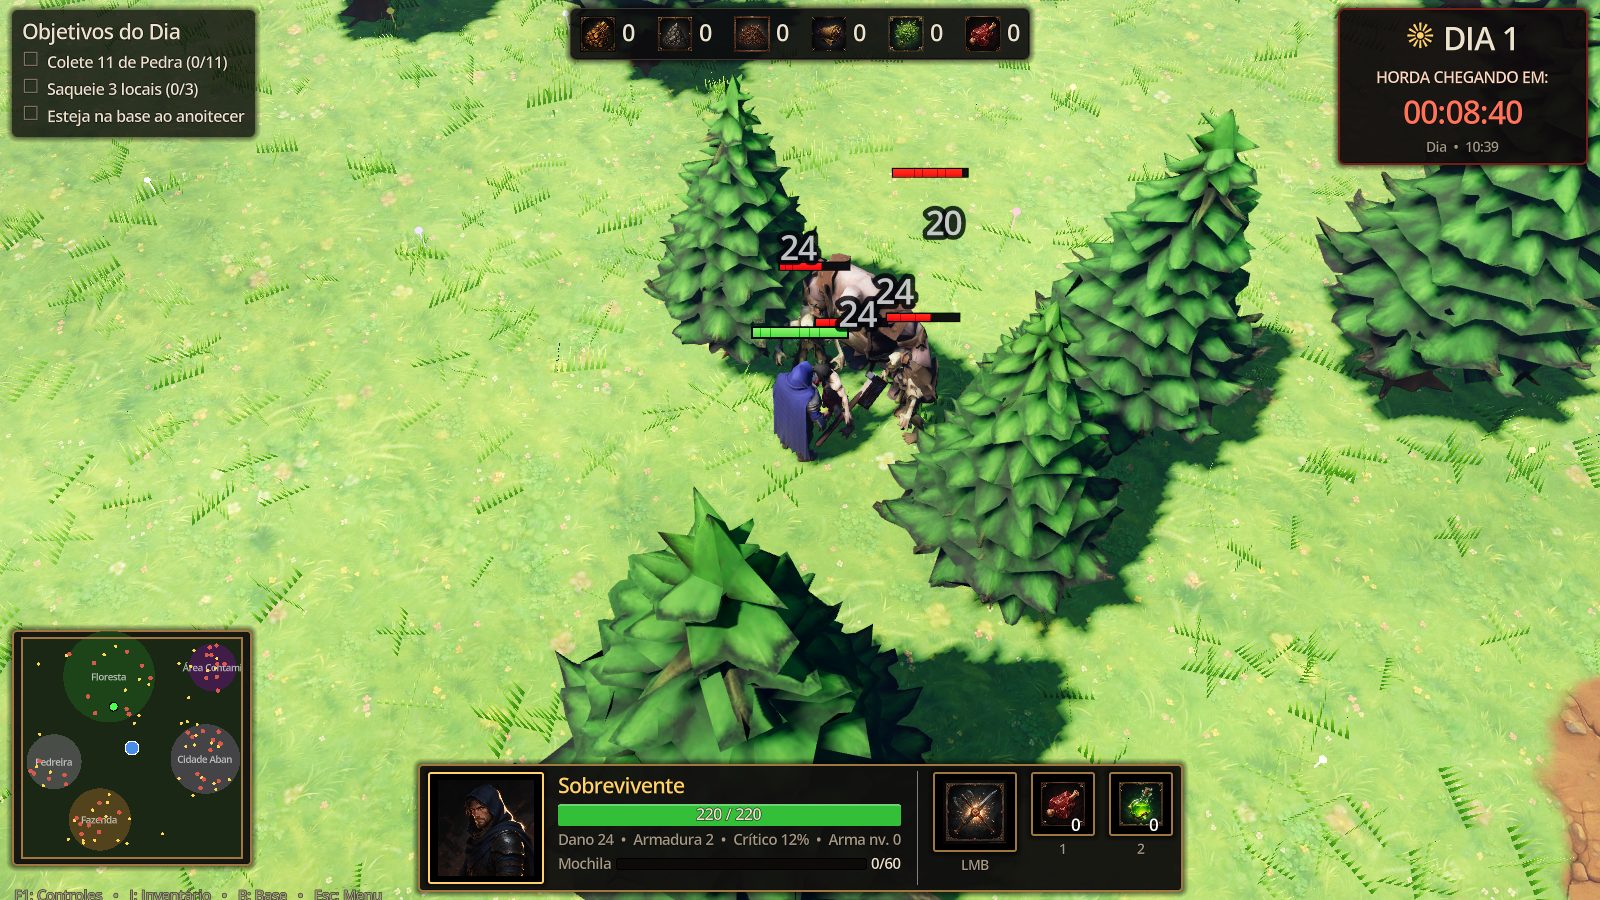 Objetivos do Dia
Colete 11 de Pedra (0/11)
Saqueie 3 locais (0/3)
Esteja na base ao anoitecer
0 0 0 0 0 0
DIA 1
HORDA CHEGANDO EM:
00:08:40
Dia • 10:39
20
24
24
24
Floresta
Área Contami
Pedreira
Cidade Aban
Fazenda
Sobrevivente
220 / 220
Dano 24 • Armadura 2 • Crítico 12% • Arma nv. 0
Mochila 0/60
LMB
0
1
0
2
F1: Controles • I: Inventário • B: Base • Esc: Menu